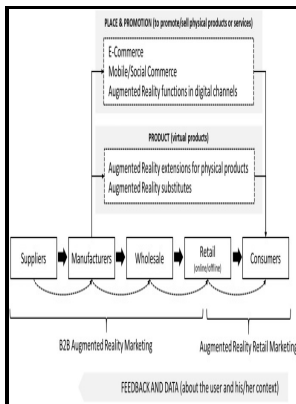 PLACE & PROMOTION (to promote/sell physical products or services)
E-Commerce
Mobile/Social Commerce
Augmented Reality functions in digital channels
PRODUCT (virtual products)
Augmented Reality extensions for physical products
Augmented Reality substitutes
Suppliers
Manufacturers
Wholesale
Retail
(online/offline)
Consumers
B2B Augmented Reality Marketing
Augmented Reality Retail Marketing
FEEDBACK AND DATA (about the user and his/her context)